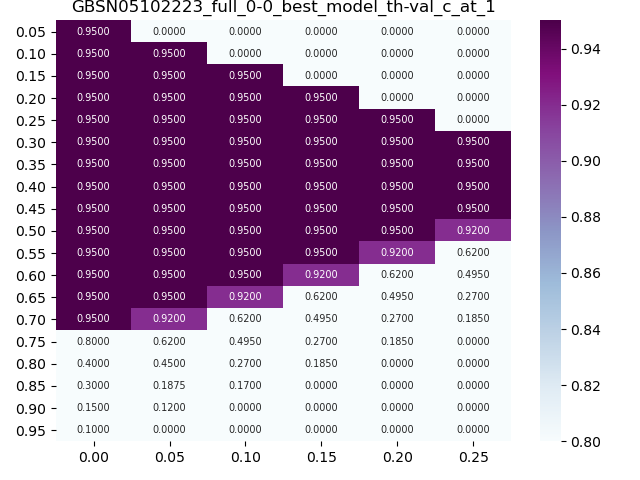 GBSN05102223_full_0-0_best_model_th-val_c_at_1
0.05 0.9500 0.0000 0.0000 0.0000 0.0000 0.0000
0.10 0.9500 0.9500 0.0000 0.0000 0.0000 0.0000
0.15 0.9500 0.9500 0.9500 0.0000 0.0000 0.0000
0.20 0.9500 0.9500 0.9500 0.9500 0.0000 0.0000
0.25 0.9500 0.9500 0.9500 0.9500 0.9500 0.0000
0.30 0.9500 0.9500 0.9500 0.9500 0.9500 0.9500
0.35 0.9500 0.9500 0.9500 0.9500 0.9500 0.9500
0.40 0.9500 0.9500 0.9500 0.9500 0.9500 0.9500
0.45 0.9500 0.9500 0.9500 0.9500 0.9500 0.9500
0.50 0.9500 0.9500 0.9500 0.9500 0.9500 0.9200
0.55 0.9500 0.9500 0.9500 0.9500 0.9200 0.6200
0.60 0.9500 0.9500 0.9500 0.9200 0.6200 0.4950
0.65 0.9500 0.9500 0.9200 0.6200 0.4950 0.2700
0.70 0.9500 0.9200 0.6200 0.4950 0.2700 0.1850
0.75 0.8000 0.6200 0.4950 0.2700 0.1850 0.0000
0.80 0.4000 0.4500 0.2700 0.1850 0.0000 0.0000
0.85 0.3000 0.1875 0.1700 0.0000 0.0000 0.0000
0.90 0.1500 0.1200 0.0000 0.0000 0.0000 0.0000
0.95 0.1000 0.0000 0.0000 0.0000 0.0000 0.0000
0.00 0.05 0.10 0.15 0.20 0.25
0.94
0.92
0.90
0.88
0.86
0.84
0.82
0.80